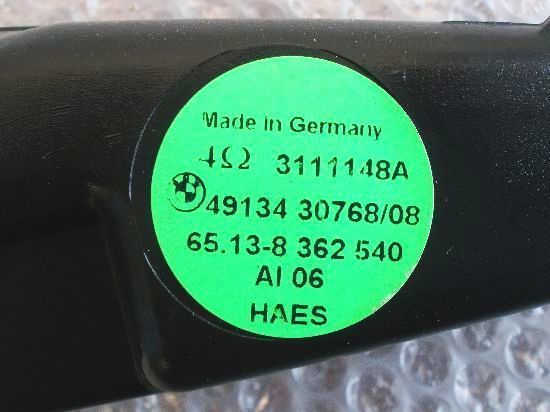 Made in Germany
4Ω 3111148A
49134 30768/08
65.13-8 362 540
AI 06
HAES